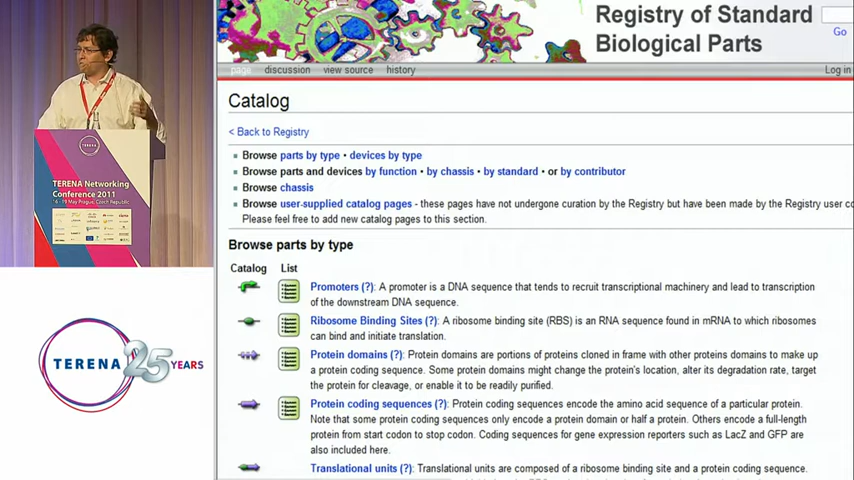 TERENA
TERENA Networking
Conference 2011
16 - 19 May Prague, Czech Republic
TERENA 25 YEARS
Registry of Standard
Biological Parts
Go
page discussion view source history
Log in
Catalog
< Back to Registry
Browse parts by type • devices by type
Browse parts and devices by function • by chassis • by standard • or by contributor
Browse chassis
Browse user-supplied catalog pages - these pages have not undergone curation by the Registry but have been made by the Registry user co
Please feel free to add new catalog pages to this section.
Browse parts by type
Catalog List
Promoters (?): A promoter is a DNA sequence that tends to recruit transcriptional machinery and lead to transcription
of the downstream DNA sequence.
Ribosome Binding Sites (?): A ribosome binding site (RBS) is an RNA sequence found in mRNA to which ribosomes
can bind and initiate translation.
Protein domains (?): Protein domains are portions of proteins cloned in frame with other proteins domains to make up
a protein coding sequence. Some protein domains might change the protein's location, alter its degradation rate, target
the protein for cleavage, or enable it to be readily purified.
Protein coding sequences (?): Protein coding sequences encode the amino acid sequence of a particular protein.
Note that some protein coding sequences only encode a protein domain or half a protein. Others encode a full-length
protein from start codon to stop codon. Coding sequences for gene expression reporters such as LacZ and GFP are
also included here.
Translational units (?): Translational units are composed of a ribosome binding site and a protein coding sequence.